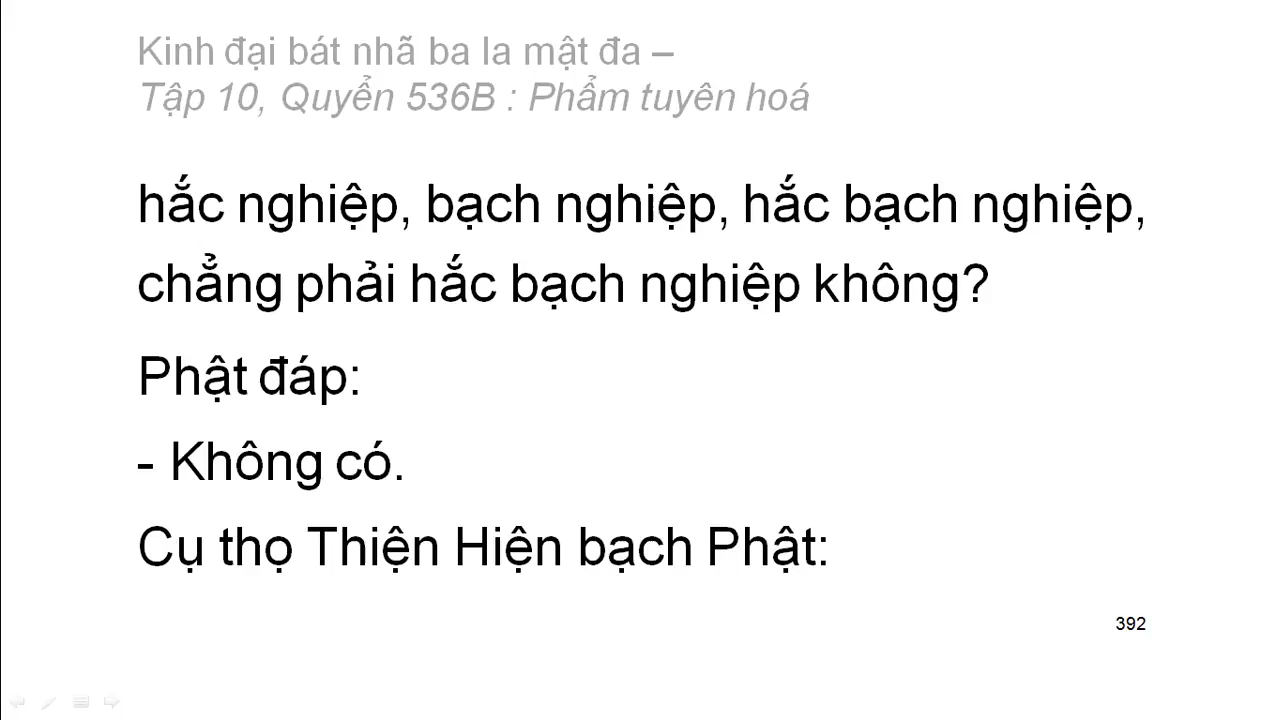 Kinh đại bát nhã ba la mật đa –
Tập 10, Quyển 536B : Phẩm tuyên hoá
hắc nghiệp, bạch nghiệp, hắc bạch nghiệp,
chẳng phải hắc bạch nghiệp không?
Phật đáp:
- Không có.
Cụ thọ Thiện Hiện bạch Phật:
392